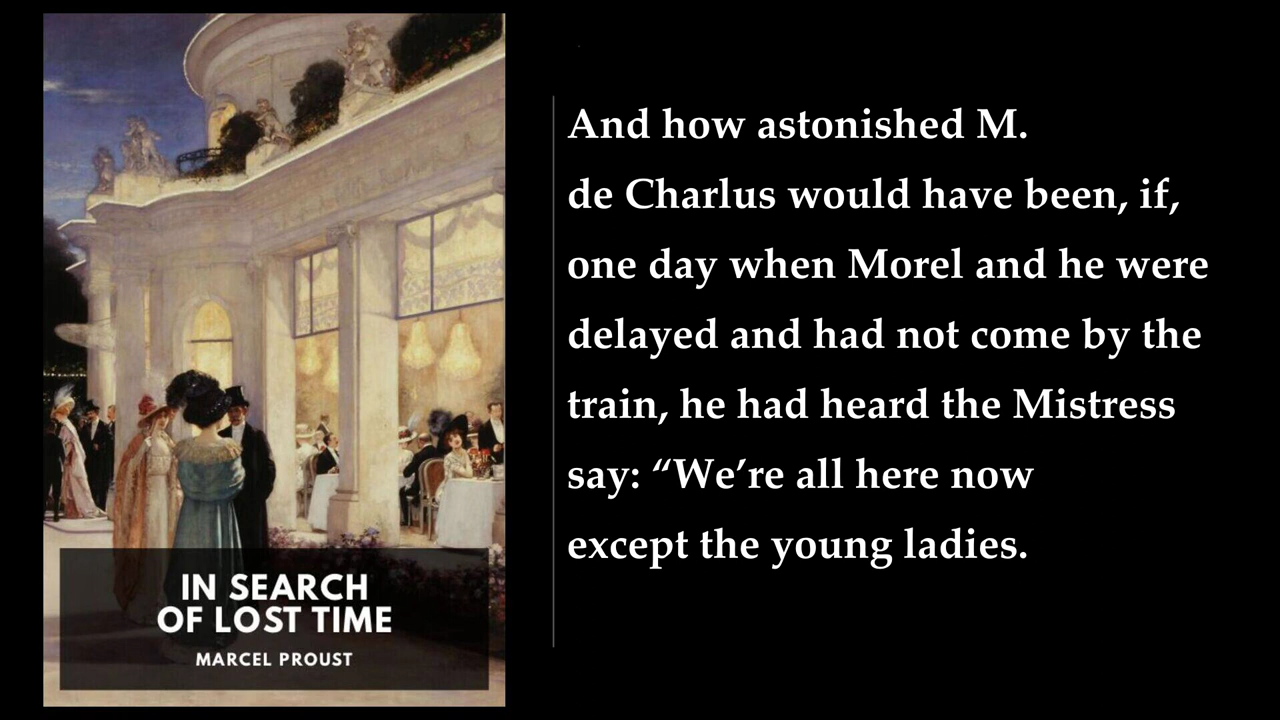 IN SEARCH
OF LOST TIME
MARCEL PROUST
And how astonished M.
de Charlus would have been, if,
one day when Morel and he were
delayed and had not come by the
train, he had heard the Mistress
say: “We’re all here now
except the young ladies.